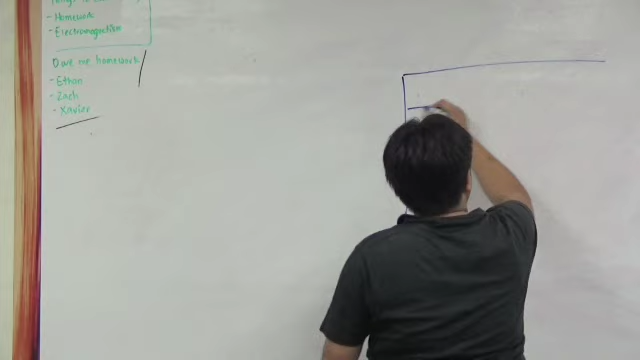 - Homework
- Electromagnetism
Owe me homework
- Ethan
- Zach
- Xavier